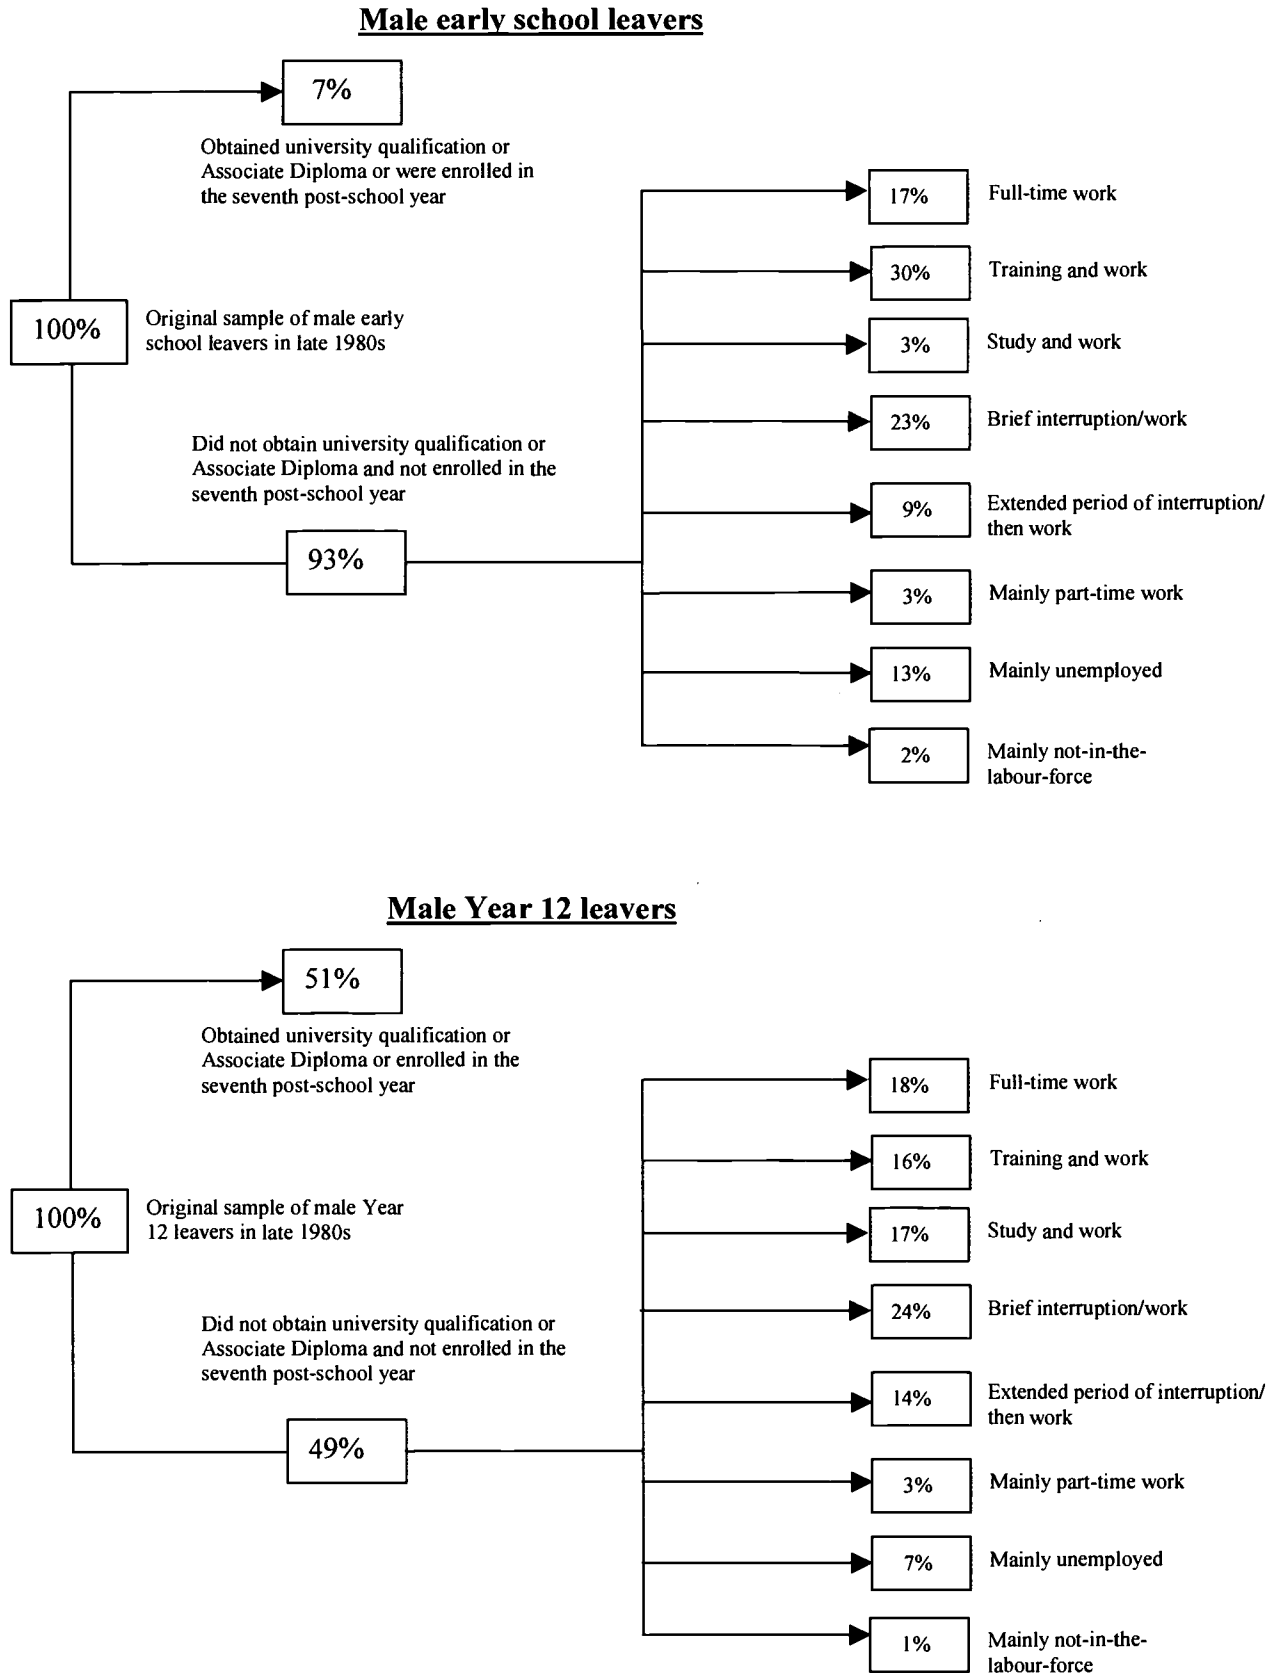 Male early school leavers
7%
Obtained university qualification or
Associate Diploma or were enrolled in
the seventh post-school year
100%
Original sample of male early
school leavers in late 1980s
Did not obtain university qualification or
Associate Diploma and not enrolled in the
seventh post-school year
93%
17% Full-time work
30% Training and work
3% Study and work
23% Brief interruption/work
9% Extended period of interruption/
then work
3% Mainly part-time work
13% Mainly unemployed
2% Mainly not-in-the-
labour-force
Male Year 12 leavers
51%
Obtained university qualification or
Associate Diploma or enrolled in the
seventh post-school year
100%
Original sample of male Year
12 leavers in late 1980s
Did not obtain university qualification or
Associate Diploma and not enrolled in the
seventh post-school year
49%
18% Full-time work
16% Training and work
17% Study and work
24% Brief interruption/work
14% Extended period of interruption/
then work
3% Mainly part-time work
7% Mainly unemployed
1% Mainly not-in-the-
labour-force